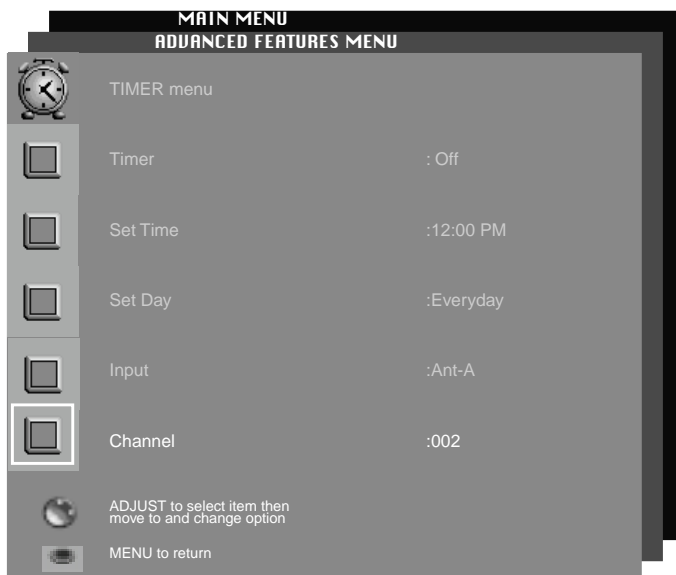 MAIN MENU
ADVANCED FEATURES MENU
TIMER menu
Timer : Off
Set Time :12:00 PM
Set Day :Everyday
Input :Ant-A
Channel :002
ADJUST to select item then
move to and change option
MENU to return